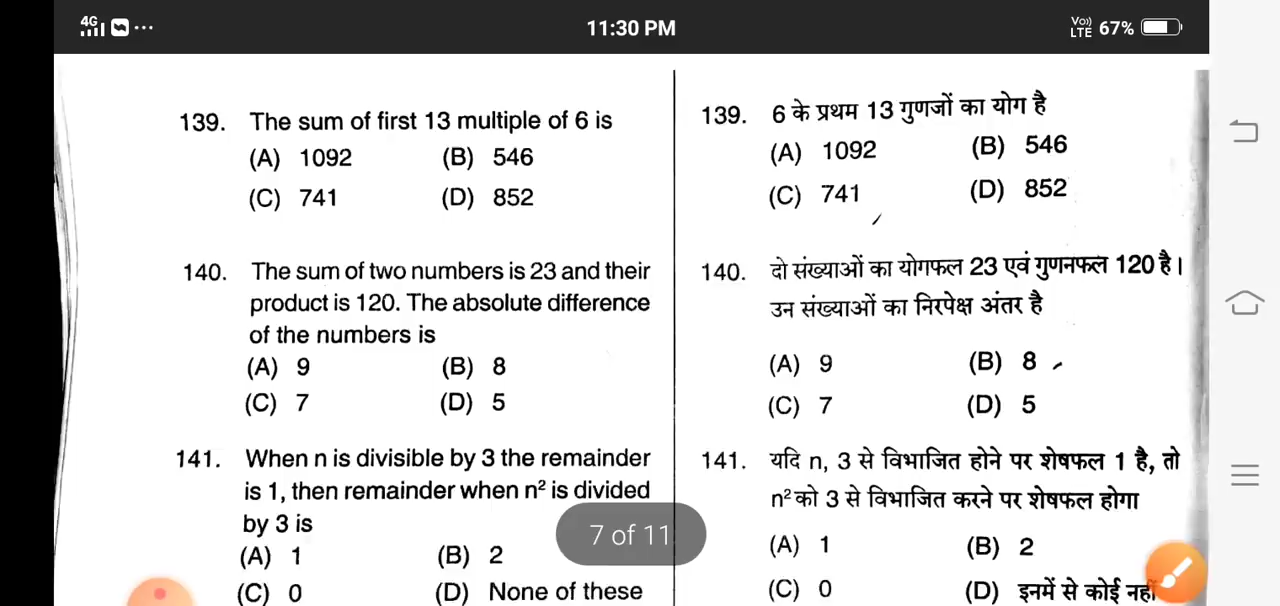 4G ... 11:30 PM Vo)) LTE 67%
139. The sum of first 13 multiple of 6 is
(A) 1092 (B) 546
(C) 741 (D) 852
140. The sum of two numbers is 23 and their
product is 120. The absolute difference
of the numbers is
(A) 9 (B) 8
(C) 7 (D) 5
141. When n is divisible by 3 the remainder
is 1, then remainder when n² is divided
by 3 is
(A) 1 (B) 2
(C) 0 (D) None of these
139. 6 के प्रथम 13 गुणजों का योग है
(A) 1092 (B) 546
(C) 741 (D) 852
140. दो संख्याओं का योगफल 23 एवं गुणनफल 120 है।
उन संख्याओं का निरपेक्ष अंतर है
(A) 9 (B) 8
(C) 7 (D) 5
141. यदि n, 3 से विभाजित होने पर शेषफल 1 है, तो
n² को 3 से विभाजित करने पर शेषफल होगा
(A) 1 (B) 2
(C) 0 (D) इनमें से कोई नहीं
7 of 11